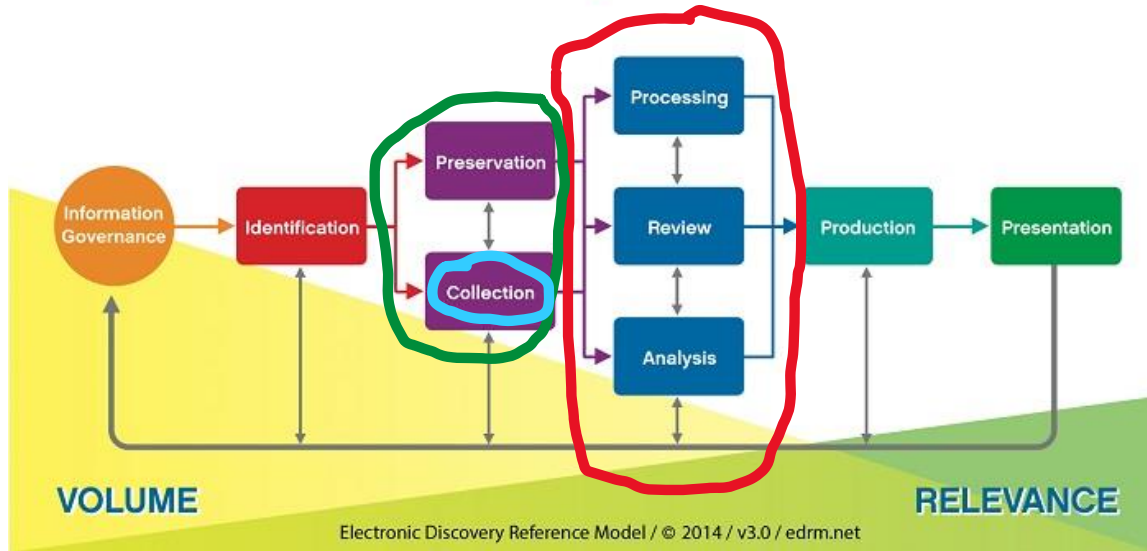 Information
Governance
Identification
Preservation
Collection
Processing
Review
Analysis
Production
Presentation
VOLUME
RELEVANCE
Electronic Discovery Reference Model / © 2014 / v3.0 / edrm.net